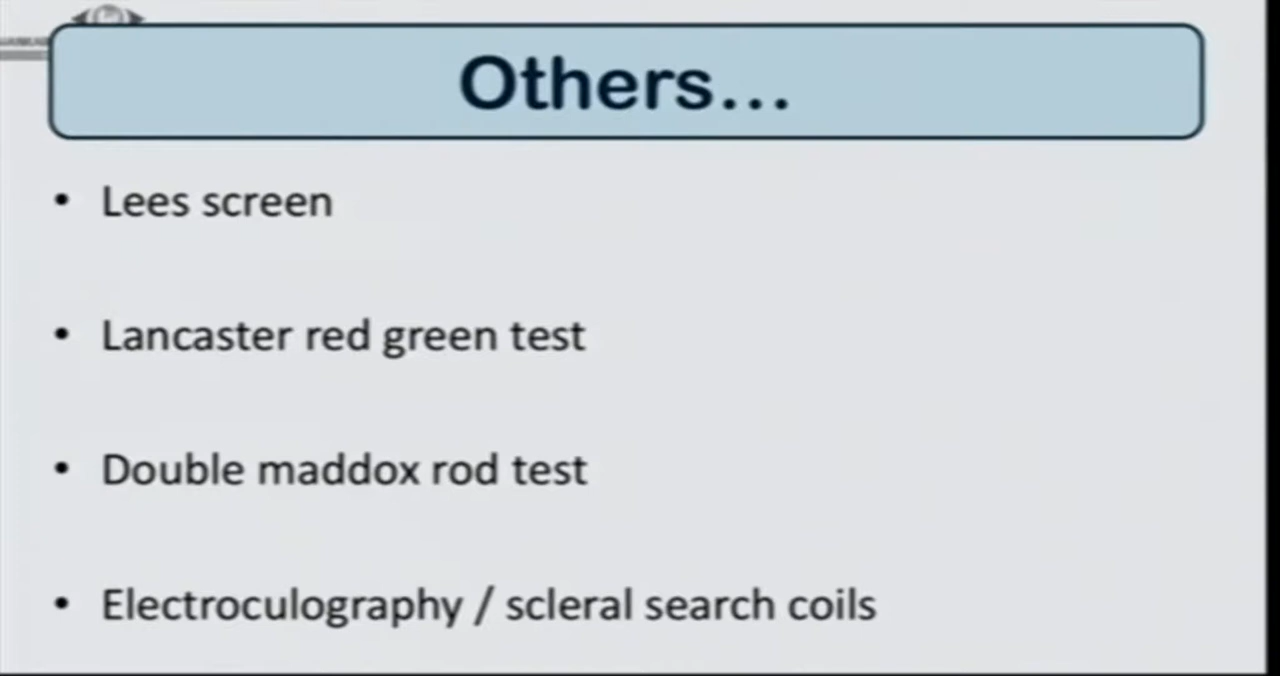 Others...
• Lees screen
• Lancaster red green test
• Double maddox rod test
• Electroculography / scleral search coils